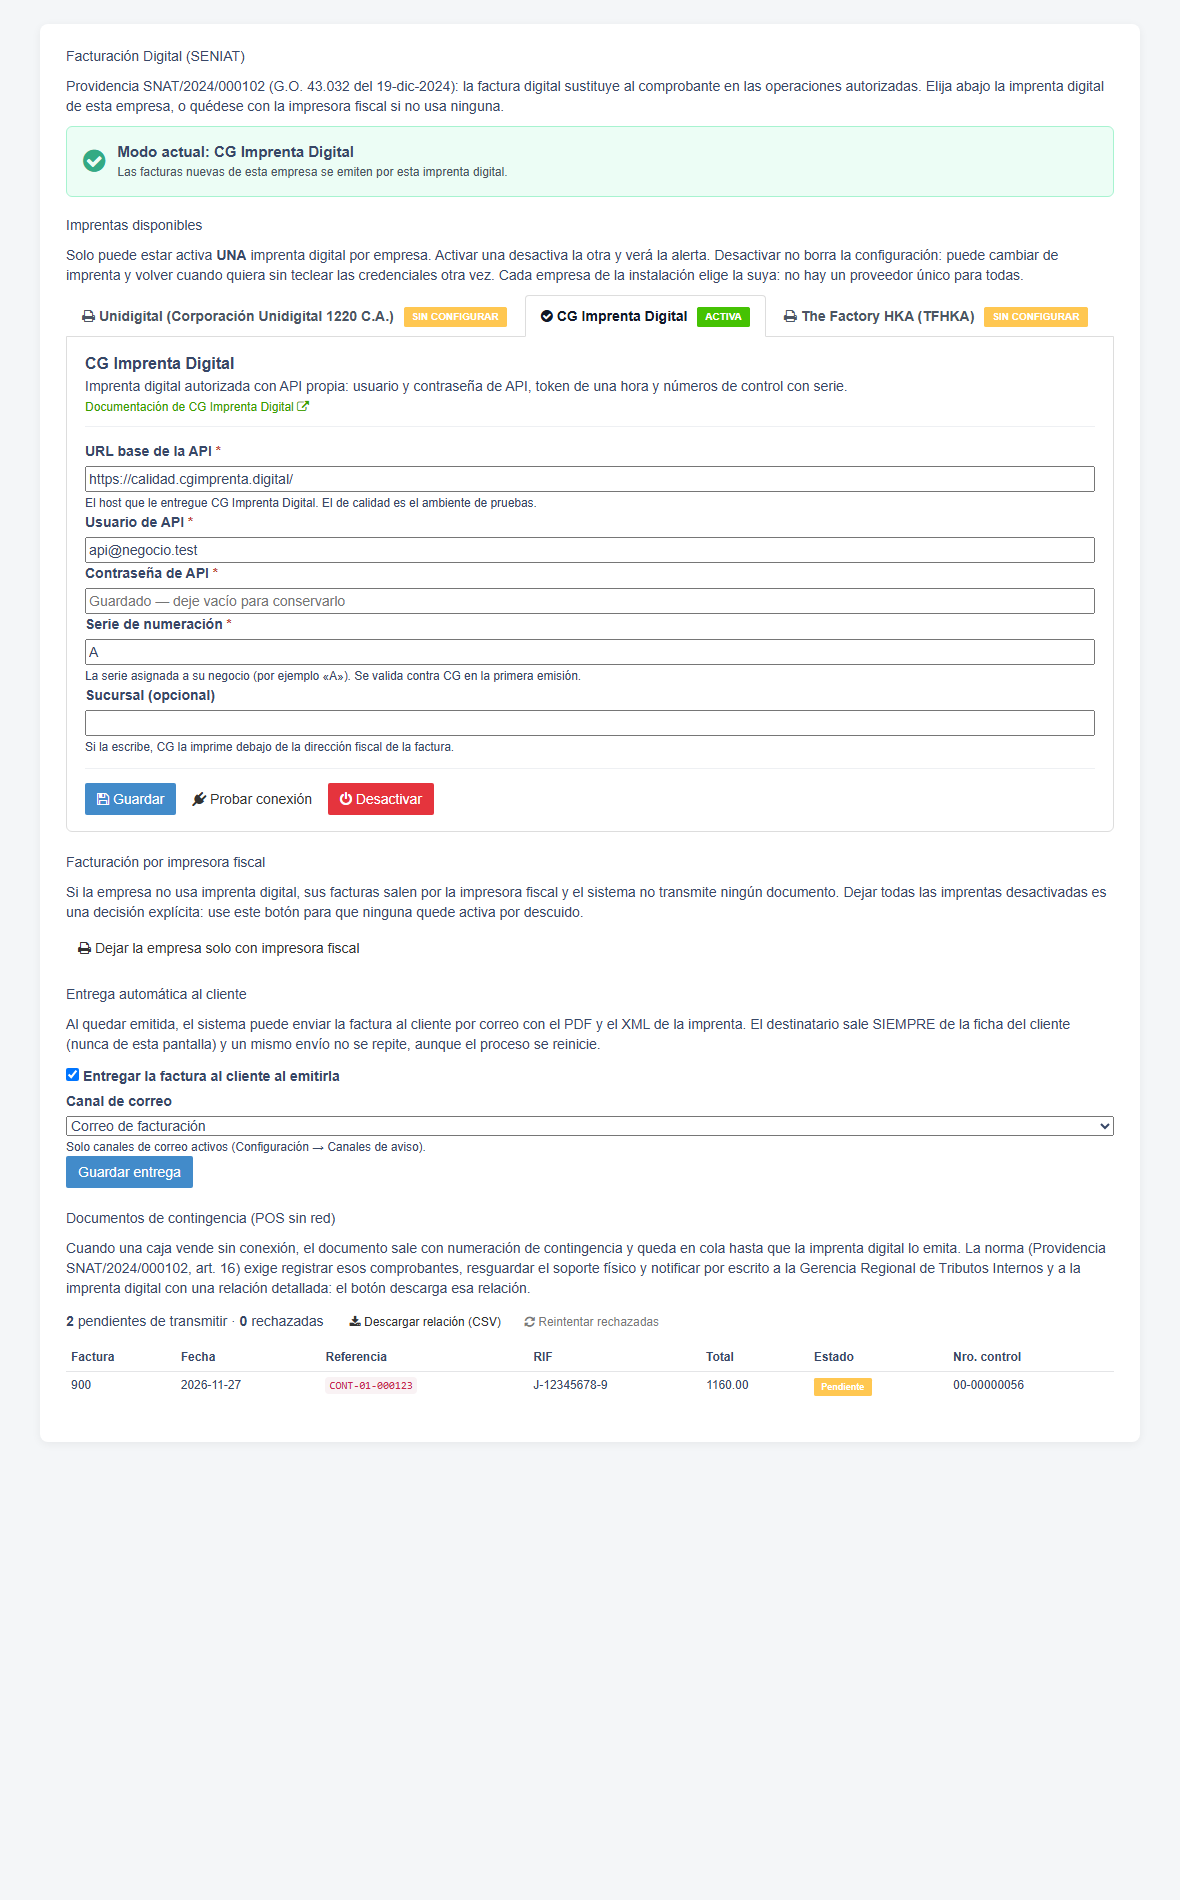 Facturación Digital (SENIAT)
Providencia SNAT/2024/000102 (G.O. 43.032 del 19-dic-2024): la factura digital sustituye al comprobante en las operaciones autorizadas. Elija abajo la imprenta digital
de esta empresa, o quédese con la impresora fiscal si no usa ninguna.
Modo actual: CG Imprenta Digital
Las facturas nuevas de esta empresa se emiten por esta imprenta digital.
Imprentas disponibles
Solo puede estar activa UNA imprenta digital por empresa. Activar una desactiva la otra y verá la alerta. Desactivar no borra la configuración: puede cambiar de
imprenta y volver cuando quiera sin teclear las credenciales otra vez. Cada empresa de la instalación elige la suya: no hay un proveedor único para todas.
Unidigital (Corporación Unidigital 1220 C.A.) SIN CONFIGURAR CG Imprenta Digital ACTIVA The Factory HKA (TFHKA) SIN CONFIGURAR
CG Imprenta Digital
Imprenta digital autorizada con API propia: usuario y contraseña de API, token de una hora y números de control con serie.
Documentación de CG Imprenta Digital
URL base de la API *
https://calidad.cgimprenta.digital/
El host que le entregue CG Imprenta Digital. El de calidad es el ambiente de pruebas.
Usuario de API *
api@negocio.test
Contraseña de API *
Guardado — deje vacío para conservarlo
Serie de numeración *
A
La serie asignada a su negocio (por ejemplo «A»). Se valida contra CG en la primera emisión.
Sucursal (opcional)
Si la escribe, CG la imprime debajo de la dirección fiscal de la factura.
Guardar Probar conexión Desactivar
Facturación por impresora fiscal
Si la empresa no usa imprenta digital, sus facturas salen por la impresora fiscal y el sistema no transmite ningún documento. Dejar todas las imprentas desactivadas es
una decisión explícita: use este botón para que ninguna quede activa por descuido.
Dejar la empresa solo con impresora fiscal
Entrega automática al cliente
Al quedar emitida, el sistema puede enviar la factura al cliente por correo con el PDF y el XML de la imprenta. El destinatario sale SIEMPRE de la ficha del cliente
(nunca de esta pantalla) y un mismo envío no se repite, aunque el proceso se reinicie.
Entregar la factura al cliente al emitirla
Canal de correo
Correo de facturación
Solo canales de correo activos (Configuración → Canales de aviso).
Guardar entrega
Documentos de contingencia (POS sin red)
Cuando una caja vende sin conexión, el documento sale con numeración de contingencia y queda en cola hasta que la imprenta digital lo emita. La norma (Providencia
SNAT/2024/000102, art. 16) exige registrar esos comprobantes, resguardar el soporte físico y notificar por escrito a la Gerencia Regional de Tributos Internos y a la
imprenta digital con una relación detallada: el botón descarga esa relación.
2 pendientes de transmitir · 0 rechazadas Descargar relación (CSV) Reintentar rechazadas
Factura Fecha Referencia RIF Total Estado Nro. control
900 2026-11-27 CONT-01-000123 J-12345678-9 1160.00 Pendiente 00-00000056